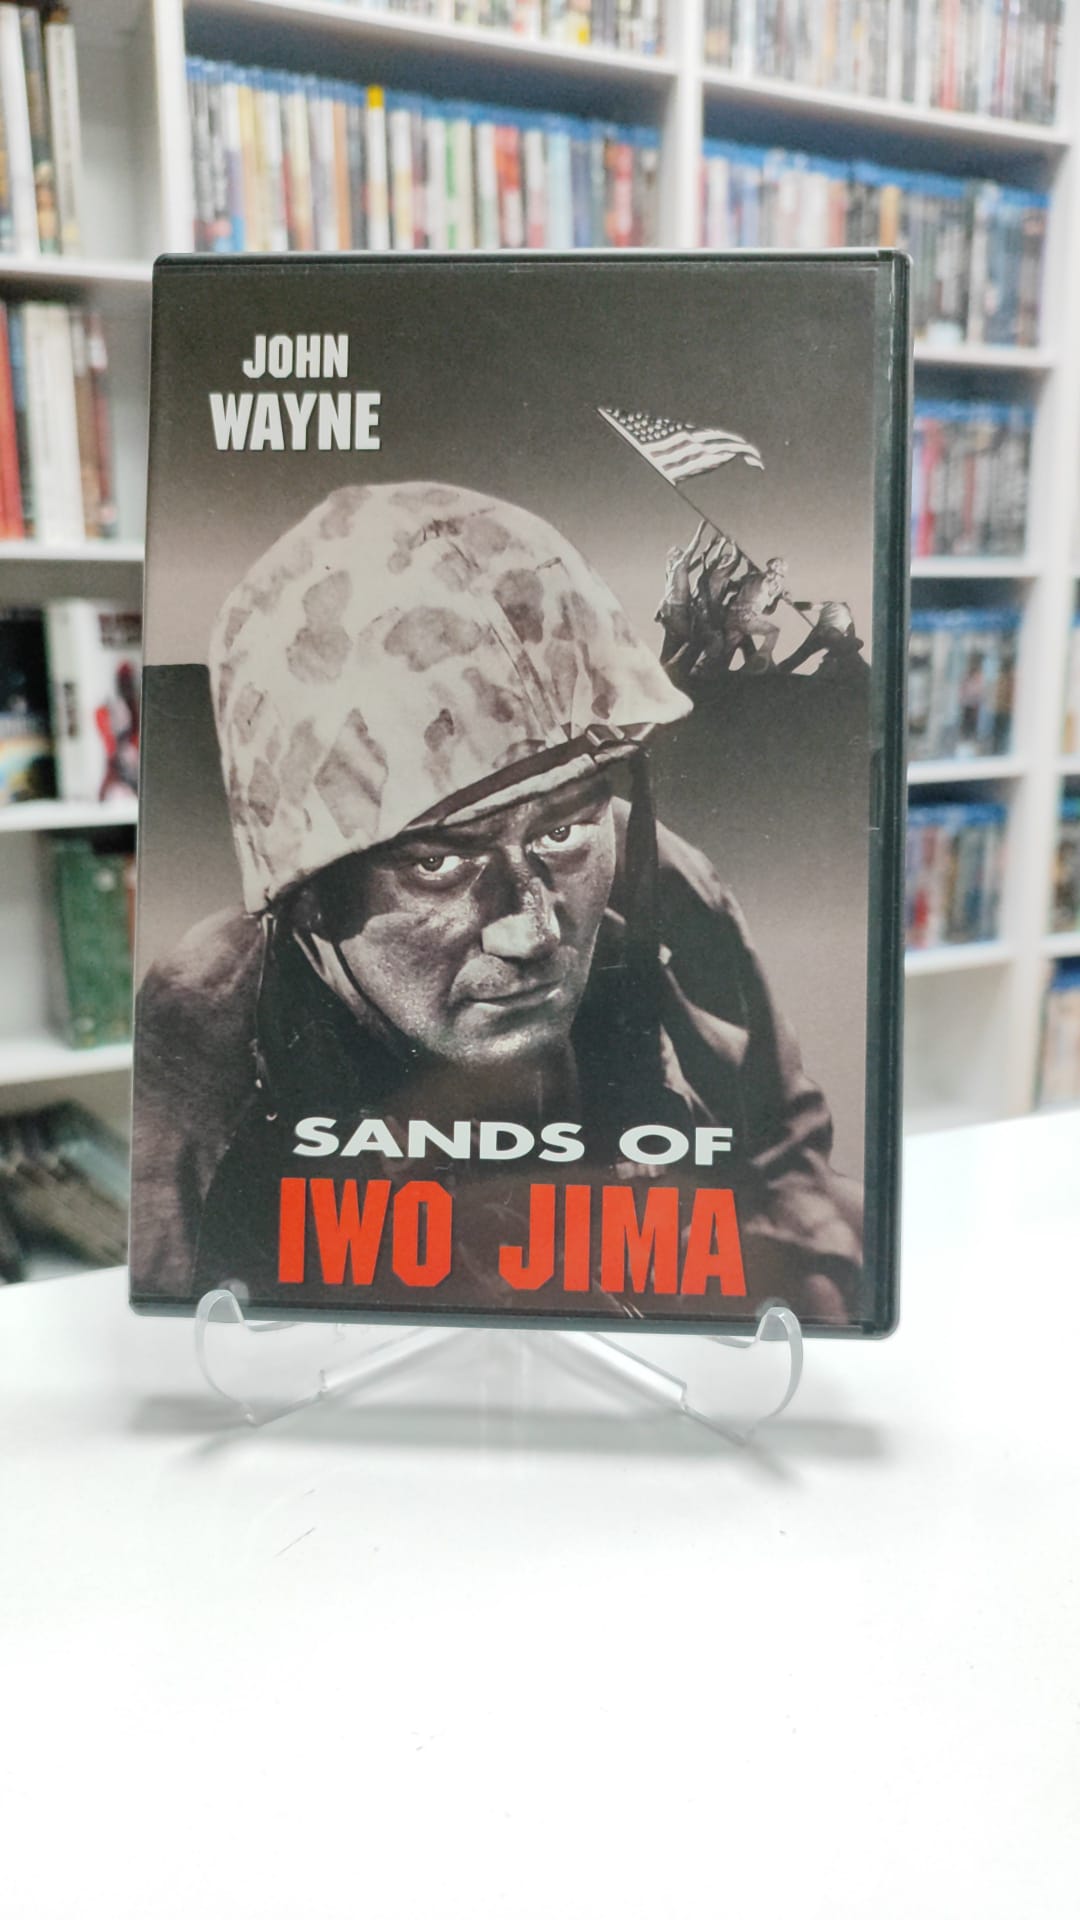 JOHN
WAYNE
SANDS OF
IWO JIMA